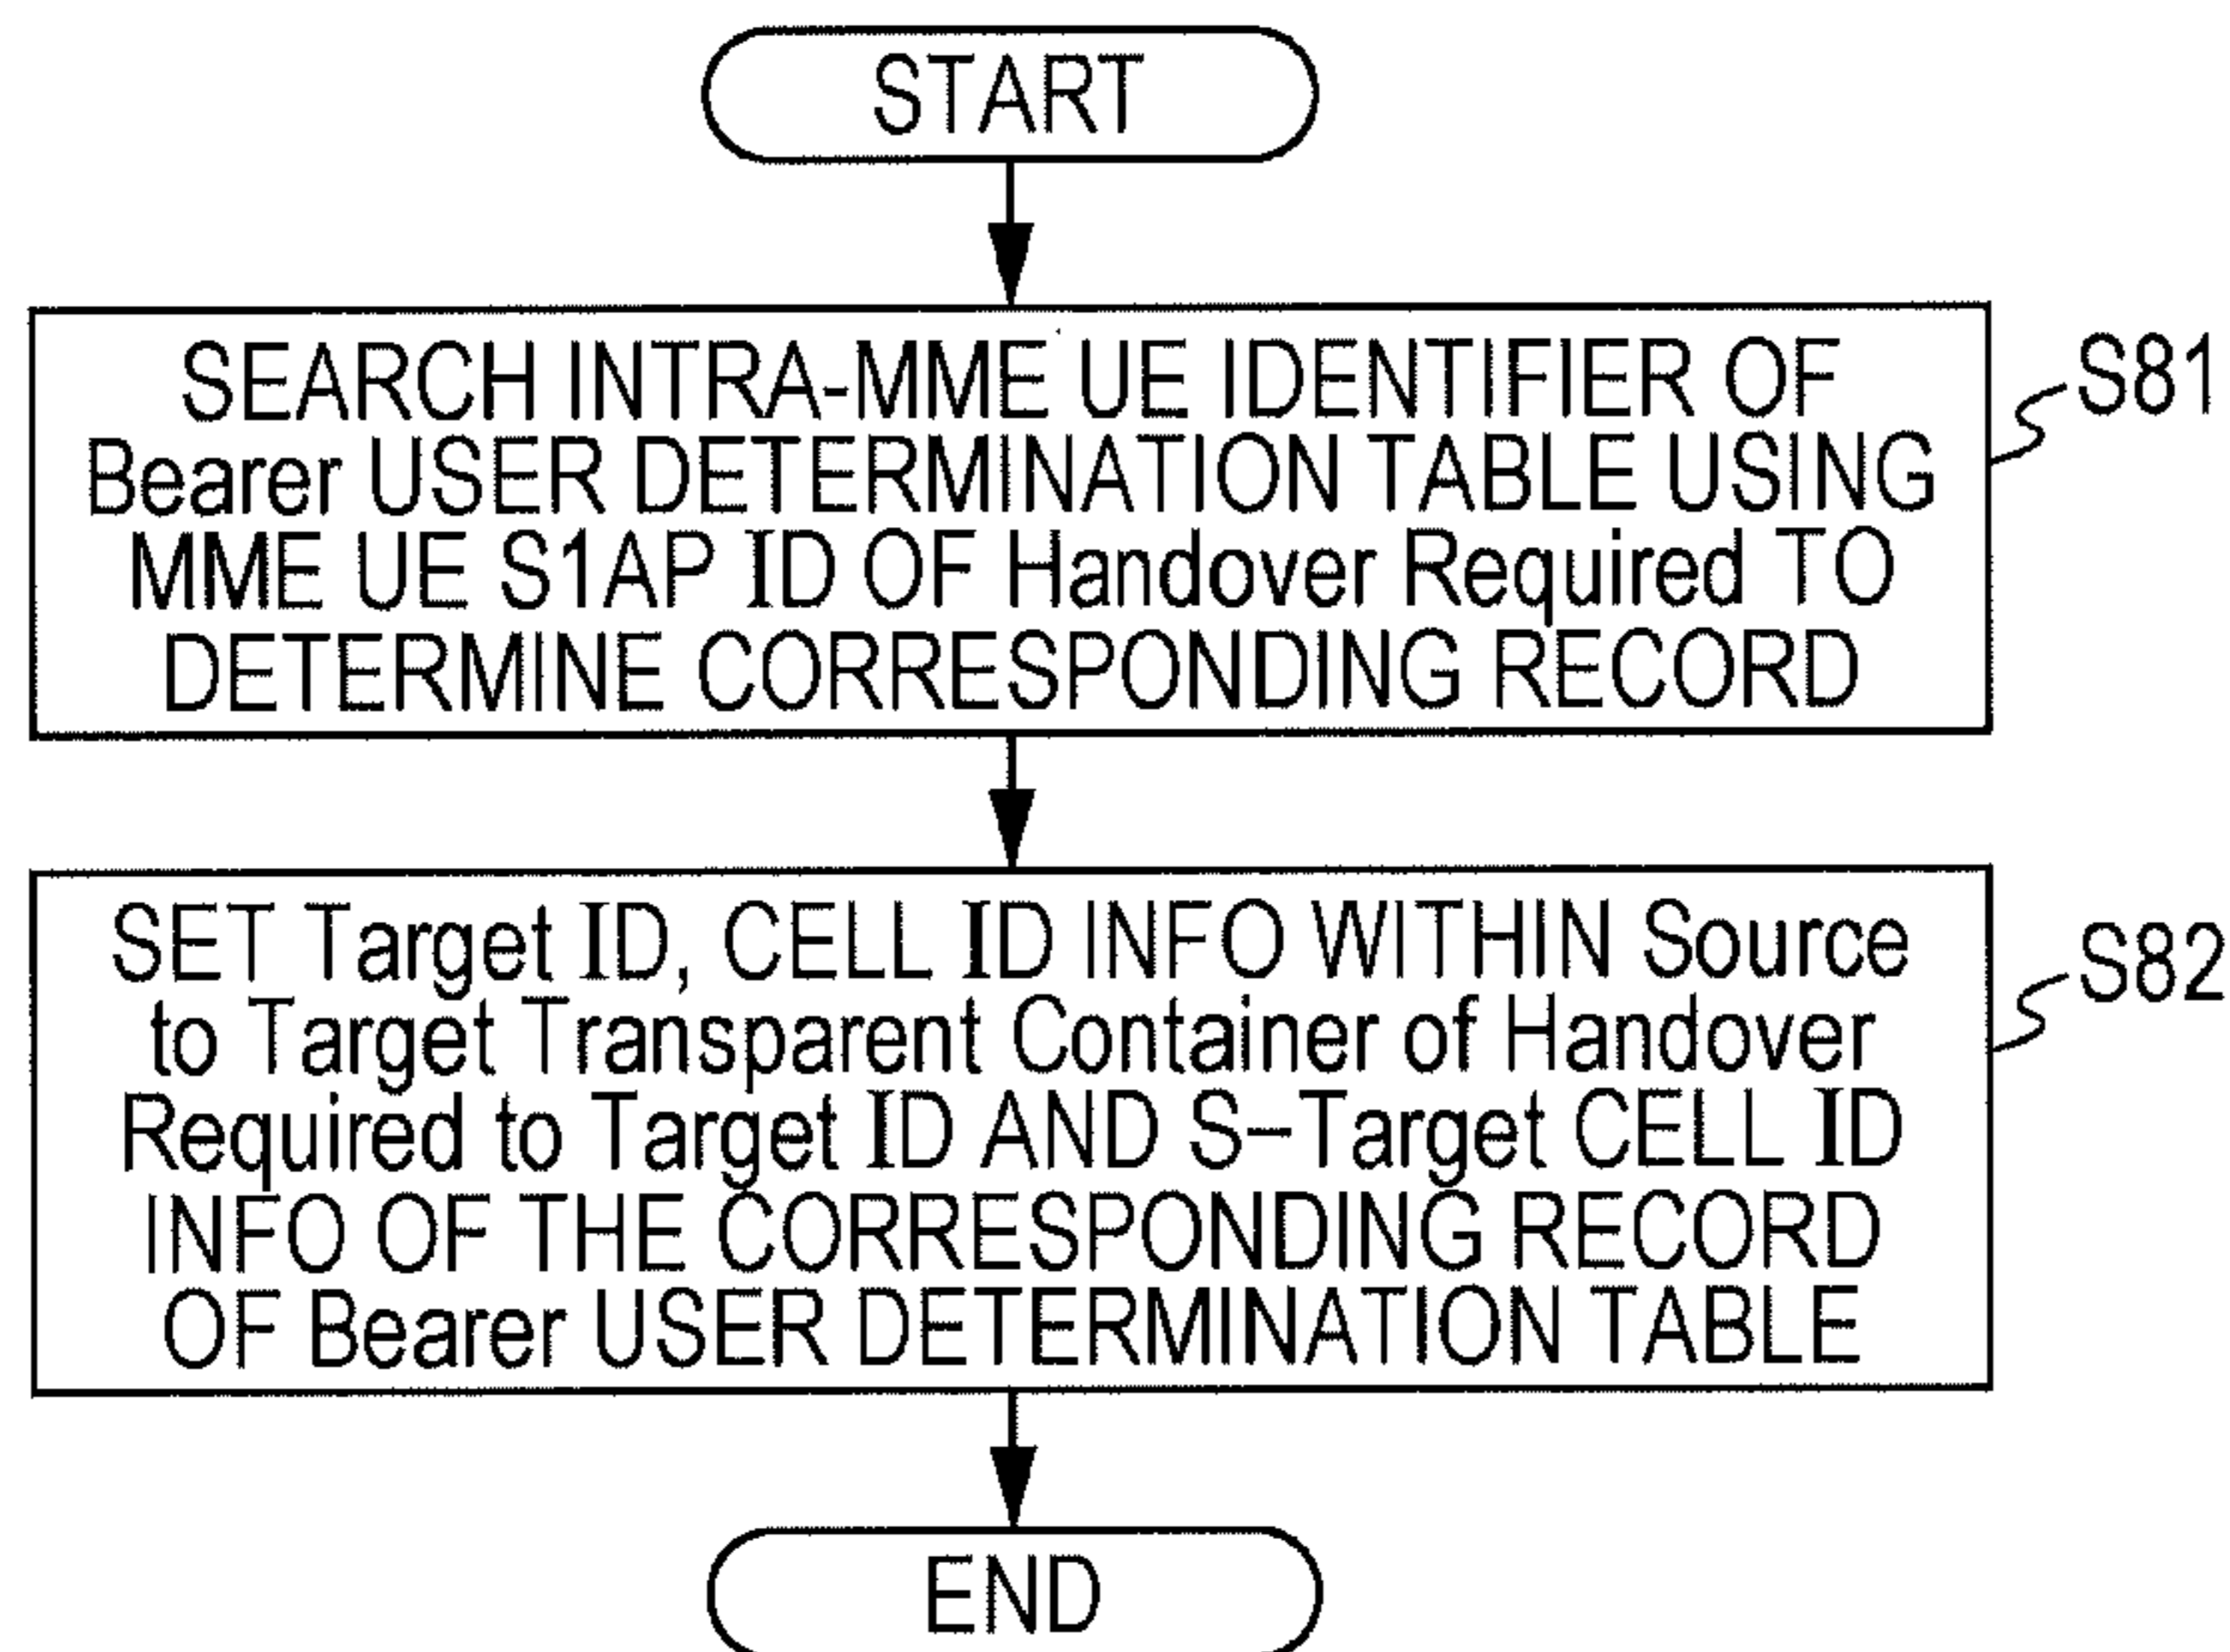 START
SEARCH INTRA-MME UE IDENTIFIER OF
Bearer USER DETERMINATION TABLE USING
MME UE S1AP ID OF Handover Required TO
DETERMINE CORRESPONDING RECORD
S81
SET Target ID, CELL ID INFO WITHIN Source
to Target Transparent Container of Handover
Required to Target ID AND S-Target CELL ID
INFO OF THE CORRESPONDING RECORD
OF Bearer USER DETERMINATION TABLE
S82
END